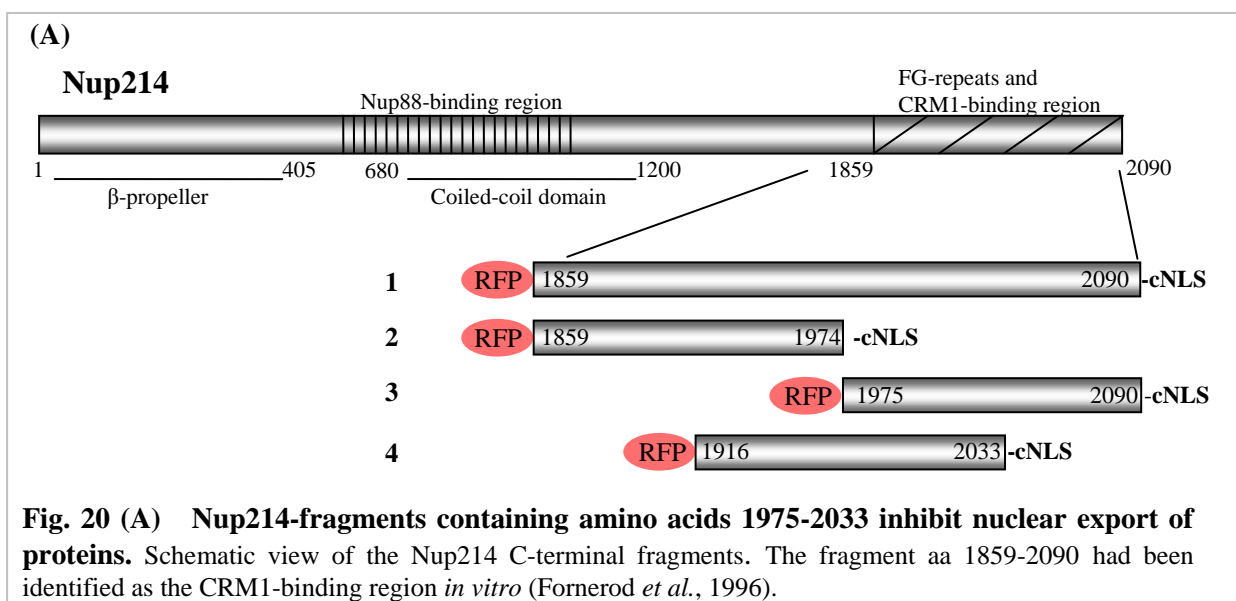 (A)
Nup214
Nup88-binding region
FG-repeats and
CRM1-binding region
1 405 680 1200 1859 2090
β-propeller Coiled-coil domain
1 RFP 1859 2090 -cNLS
2 RFP 1859 1974 -cNLS
3 RFP 1975 2090 -cNLS
4 RFP 1916 2033 -cNLS
Fig. 20 (A) Nup214-fragments containing amino acids 1975-2033 inhibit nuclear export of
proteins. Schematic view of the Nup214 C-terminal fragments. The fragment aa 1859-2090 had been
identified as the CRM1-binding region in vitro (Fornerod et al., 1996).